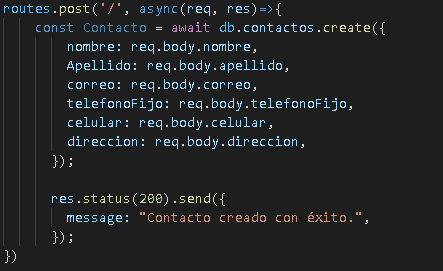 routes.post('/', async(req, res)=>{
const Contacto = await db.contactos.create({
nombre: req.body.nombre,
Apellido: req.body.apellido,
correo: req.body.correo,
telefonoFijo: req.body.telefonoFijo,
celular: req.body.celular,
direccion: req.body.direccion,
});
res.status(200).send({
message: "Contacto creado con éxito.",
});
})